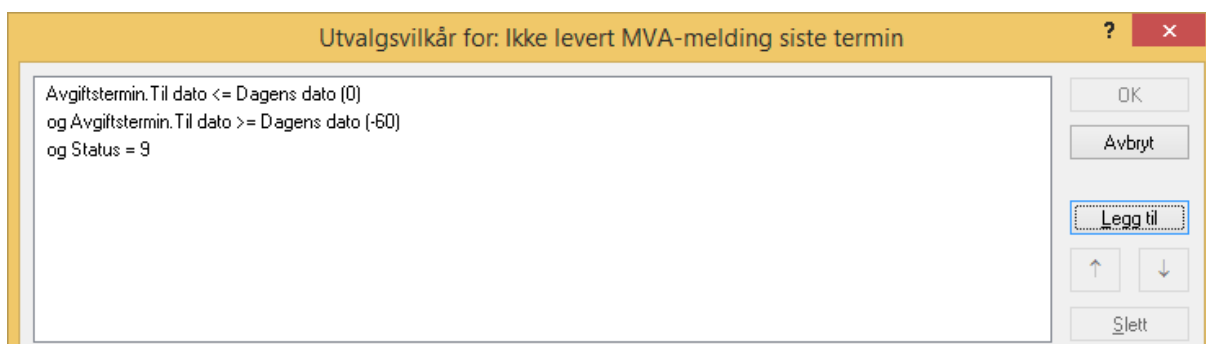 Utvalgsvilkår for: Ikke levert MVA-melding siste termin
?
×
Avgiftstermin.Til dato <= Dagens dato (0)
og Avgiftstermin.Til dato >= Dagens dato (-60)
og Status = 9
OK
Avbryt
Legg til
↑
↓
Slett